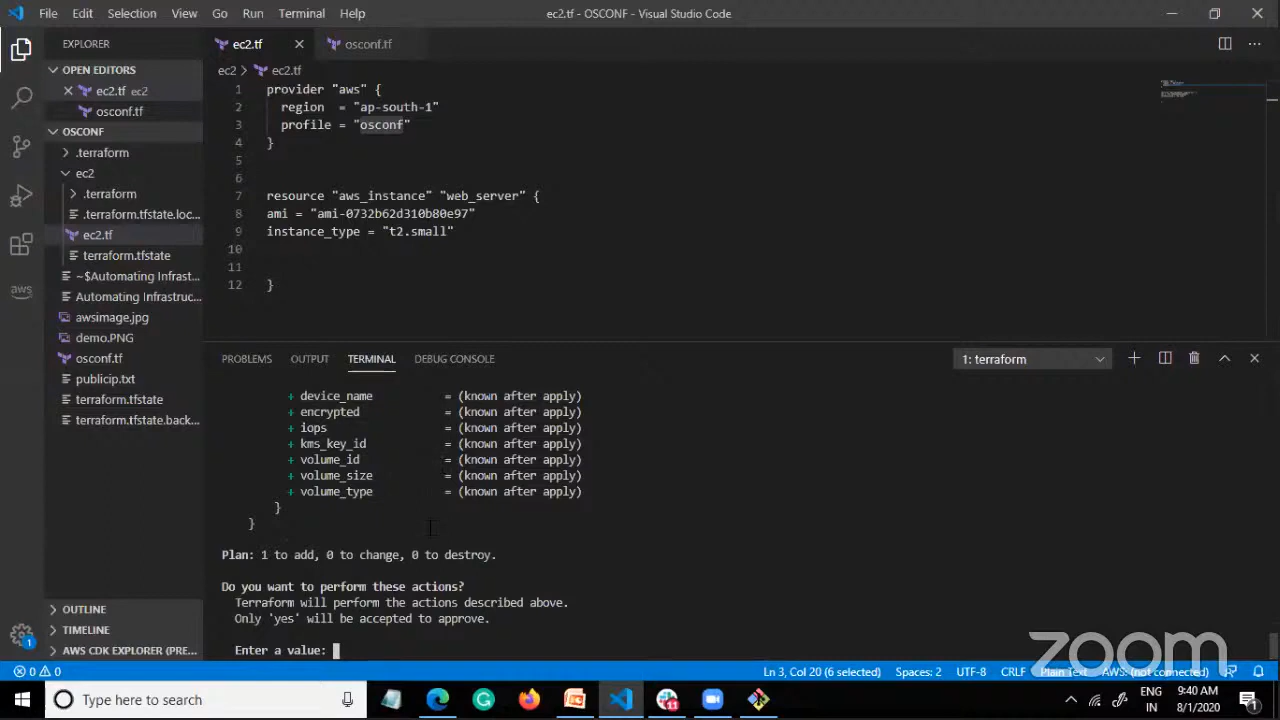 File Edit Selection View Go Run Terminal Help
ec2.tf - OSCONF - Visual Studio Code
EXPLORER
OPEN EDITORS
ec2.tf ec2
osconf.tf
OSCONF
.terraform
ec2
.terraform
.terraform.tfstate.loc...
ec2.tf
terraform.tfstate
~$Automating Infrast...
Automating Infrastruc...
awsimage.jpg
demo.PNG
osconf.tf
publicip.txt
terraform.tfstate
terraform.tfstate.back...
OUTLINE
TIMELINE
AWS CDK EXPLORER (PRE...
aws
1
ec2.tf osconf.tf
ec2 > ec2.tf
1 provider "aws" {
2 region = "ap-south-1"
3 profile = "osconf"
4 }
5
6
7 resource "aws_instance" "web_server" {
8 ami = "ami-0732b62d310b80e97"
9 instance_type = "t2.small"
10
11
12 }
PROBLEMS OUTPUT TERMINAL DEBUG CONSOLE
1: terraform
+ device_name = (known after apply)
+ encrypted = (known after apply)
+ iops = (known after apply)
+ kms_key_id = (known after apply)
+ volume_id = (known after apply)
+ volume_size = (known after apply)
+ volume_type = (known after apply)
}
}
Plan: 1 to add, 0 to change, 0 to destroy.
Do you want to perform these actions?
Terraform will perform the actions described above.
Only 'yes' will be accepted to approve.
Enter a value:
zoom
0 0 Ln 3, Col 20 (6 selected) Spaces: 2 UTF-8 CRLF Plain Text AWS: (not connected)
Type here to search
11
ENG
IN
9:40 AM
8/1/2020
1